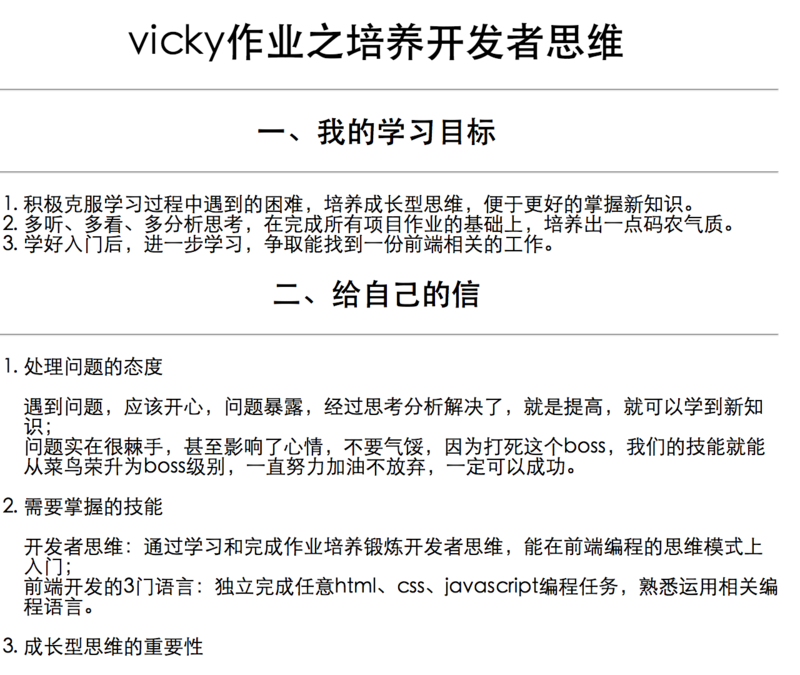 vicky作业之培养开发者思维
一、我的学习目标
1. 积极克服学习过程中遇到的困难，培养成长型思维，便于更好的掌握新知识。
2. 多听、多看、多分析思考，在完成所有项目作业的基础上，培养出一点码农气质。
3. 学好入门后，进一步学习，争取能找到一份前端相关的工作。
二、给自己的信
1. 处理问题的态度
遇到问题，应该开心，问题暴露，经过思考分析解决了，就是提高，就可以学到新知
识；
问题实在很棘手，甚至影响了心情，不要气馁，因为打死这个boss，我们的技能就能
从菜鸟荣升为boss级别，一直努力加油不放弃，一定可以成功。
2. 需要掌握的技能
开发者思维：通过学习和完成作业培养锻炼开发者思维，能在前端编程的思维模式上
入门；
前端开发的3门语言：独立完成任意html、css、javascript编程任务，熟悉运用相关编
程语言。
3. 成长型思维的重要性